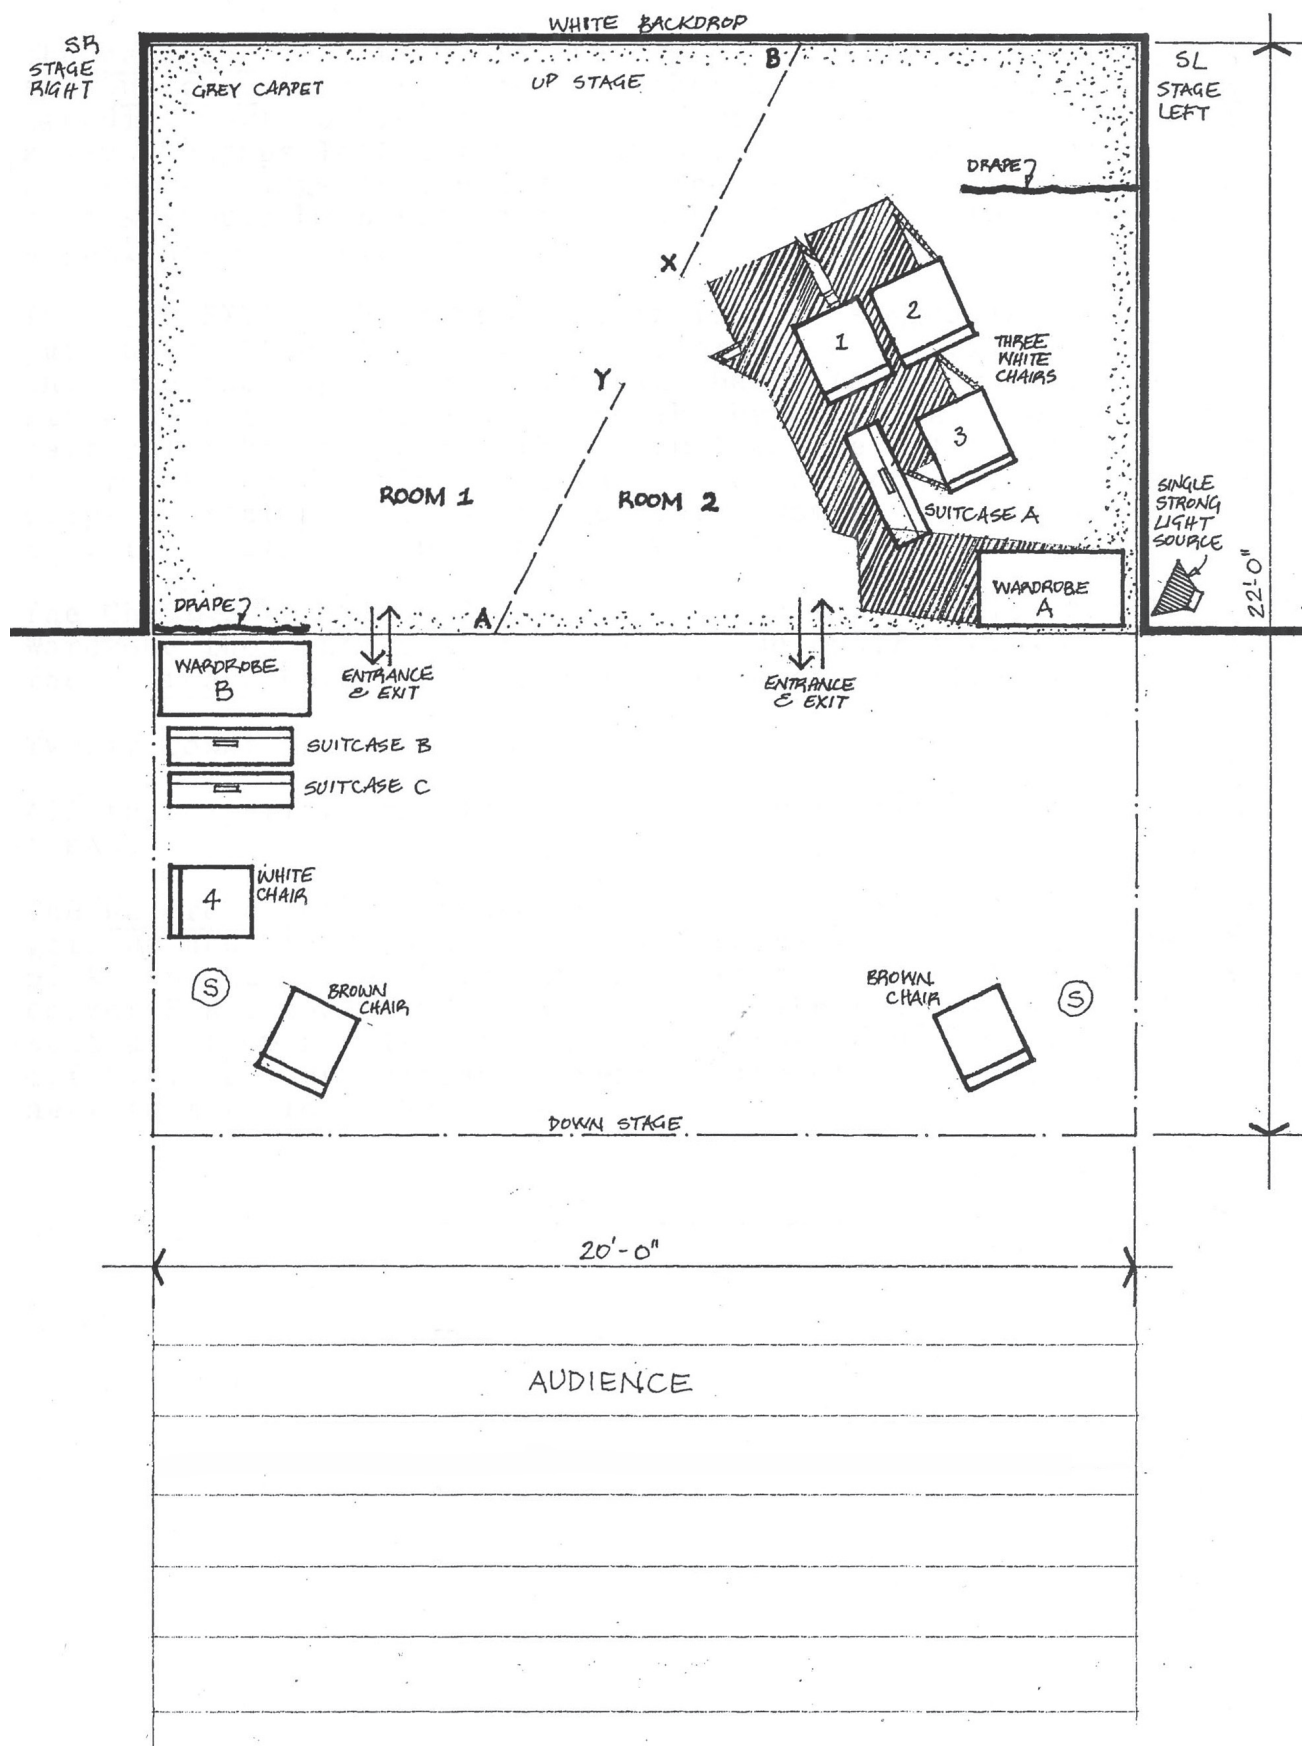 WHITE BACKDROP
SR
STAGE
RIGHT
SL
STAGE
LEFT
GREY CARPET
UP STAGE
B
DRAPE
X
2
1
THREE
WHITE
CHAIRS
Y
3
ROOM 1
ROOM 2
SUITCASE A
SINGLE
STRONG
LIGHT
SOURCE
22'-0"
WARDROBE
A
DRAPE
A
WARDROBE
B
ENTRANCE
& EXIT
ENTRANCE
& EXIT
SUITCASE B
SUITCASE C
4
WHITE
CHAIR
S
BROWN
CHAIR
BROWN
CHAIR
S
DOWN STAGE
20'-0"
AUDIENCE